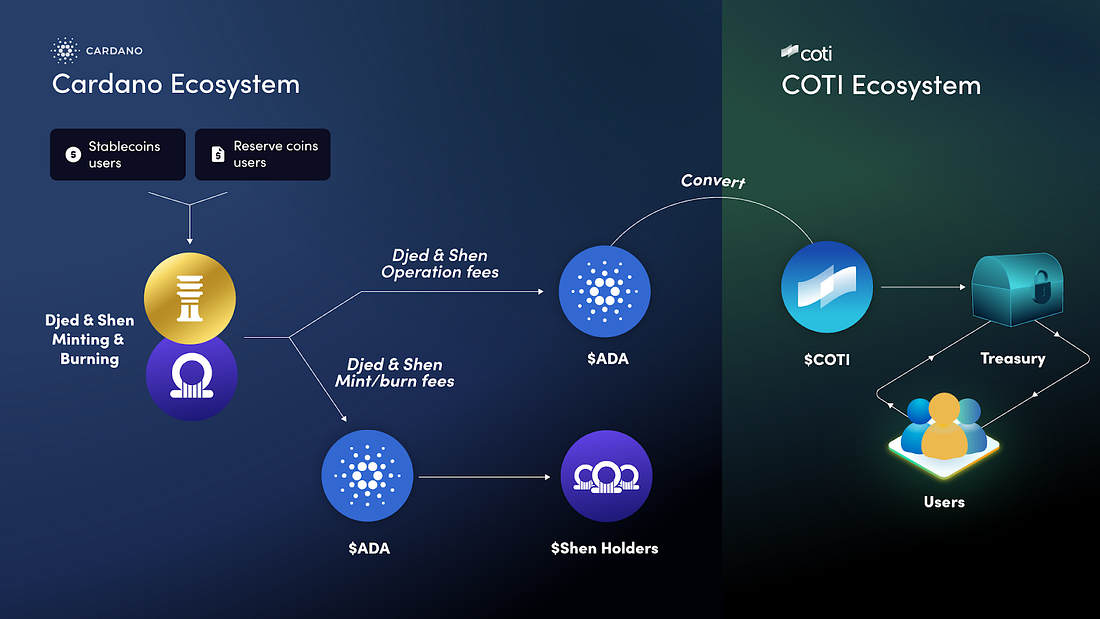 CARDANO
Cardano Ecosystem
coti
COTI Ecosystem
Stablecoins
users
Reserve coins
users
Convert
Djed & Shen
Operation fees
Djed & Shen
Minting &
Burning
$ADA
$COTI
Treasury
Djed & Shen
Mint/burn fees
Users
$ADA
$Shen Holders